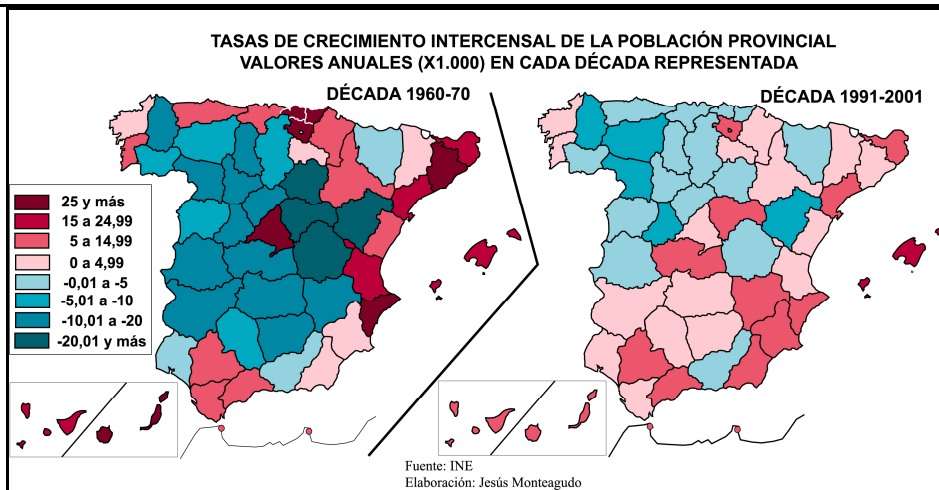 TASAS DE CRECIMIENTO INTERCENSAL DE LA POBLACIÓN PROVINCIAL
VALORES ANUALES (X1.000) EN CADA DÉCADA REPRESENTADA
DÉCADA 1960-70
DÉCADA 1991-2001
25 y más
15 a 24,99
5 a 14,99
0 a 4,99
-0,01 a -5
-5,01 a -10
-10,01 a -20
-20,01 y más
Fuente: INE
Elaboración: Jesús Monteagudo